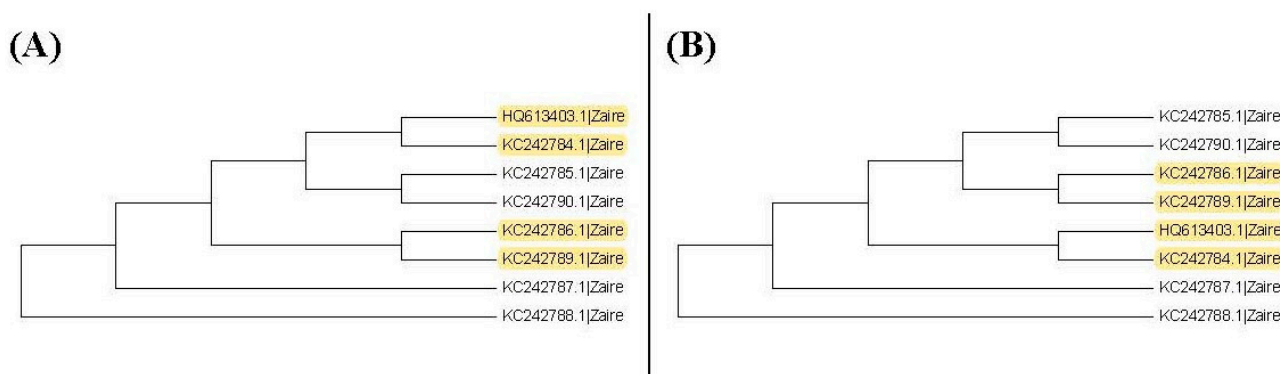 (A)
HQ613403.1|Zaire
KC242784.1|Zaire
KC242785.1|Zaire
KC242790.1|Zaire
KC242786.1|Zaire
KC242789.1|Zaire
KC242787.1|Zaire
KC242788.1|Zaire
(B)
KC242785.1|Zaire
KC242790.1|Zaire
KC242786.1|Zaire
KC242789.1|Zaire
HQ613403.1|Zaire
KC242784.1|Zaire
KC242787.1|Zaire
KC242788.1|Zaire